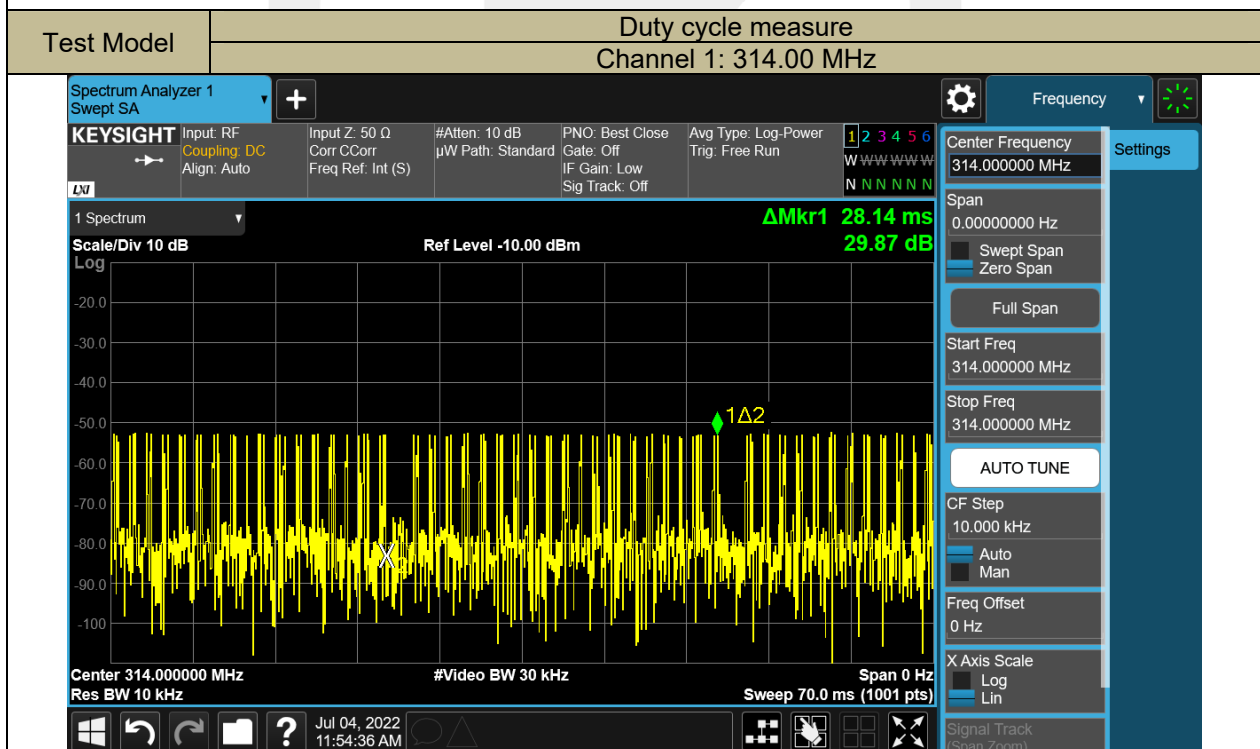 Test Model
Duty cycle measure
Channel 1: 314.00 MHz
Spectrum Analyzer 1
Swept SA
+
Frequency
KEYSIGHT
Input: RF
Coupling: DC
Align: Auto
Input Z: 50 Ω
Corr CCorr
Freq Ref: Int (S)
#Atten: 10 dB
µW Path: Standard
PNO: Best Close
Gate: Off
IF Gain: Low
Sig Track: Off
Avg Type: Log-Power
Trig: Free Run
1 2 3 4 5 6
W W W W W W
N N N N N N
LXI
1 Spectrum
ΔMkr1 28.14 ms
29.87 dB
Scale/Div 10 dB
Ref Level -10.00 dBm
Log
-20.0
-30.0
-40.0
-50.0
-60.0
-70.0
-80.0
-90.0
-100
1Δ2
X2
Center 314.000000 MHz
#Video BW 30 kHz
Span 0 Hz
Res BW 10 kHz
Sweep 70.0 ms (1001 pts)
?
Jul 04, 2022
11:54:36 AM
Center Frequency
314.000000 MHz
Settings
Span
0.00000000 Hz
Swept Span
Zero Span
Full Span
Start Freq
314.000000 MHz
Stop Freq
314.000000 MHz
AUTO TUNE
CF Step
10.000 kHz
Auto
Man
Freq Offset
0 Hz
X Axis Scale
Log
Lin
Signal Track
(Span Zoom)